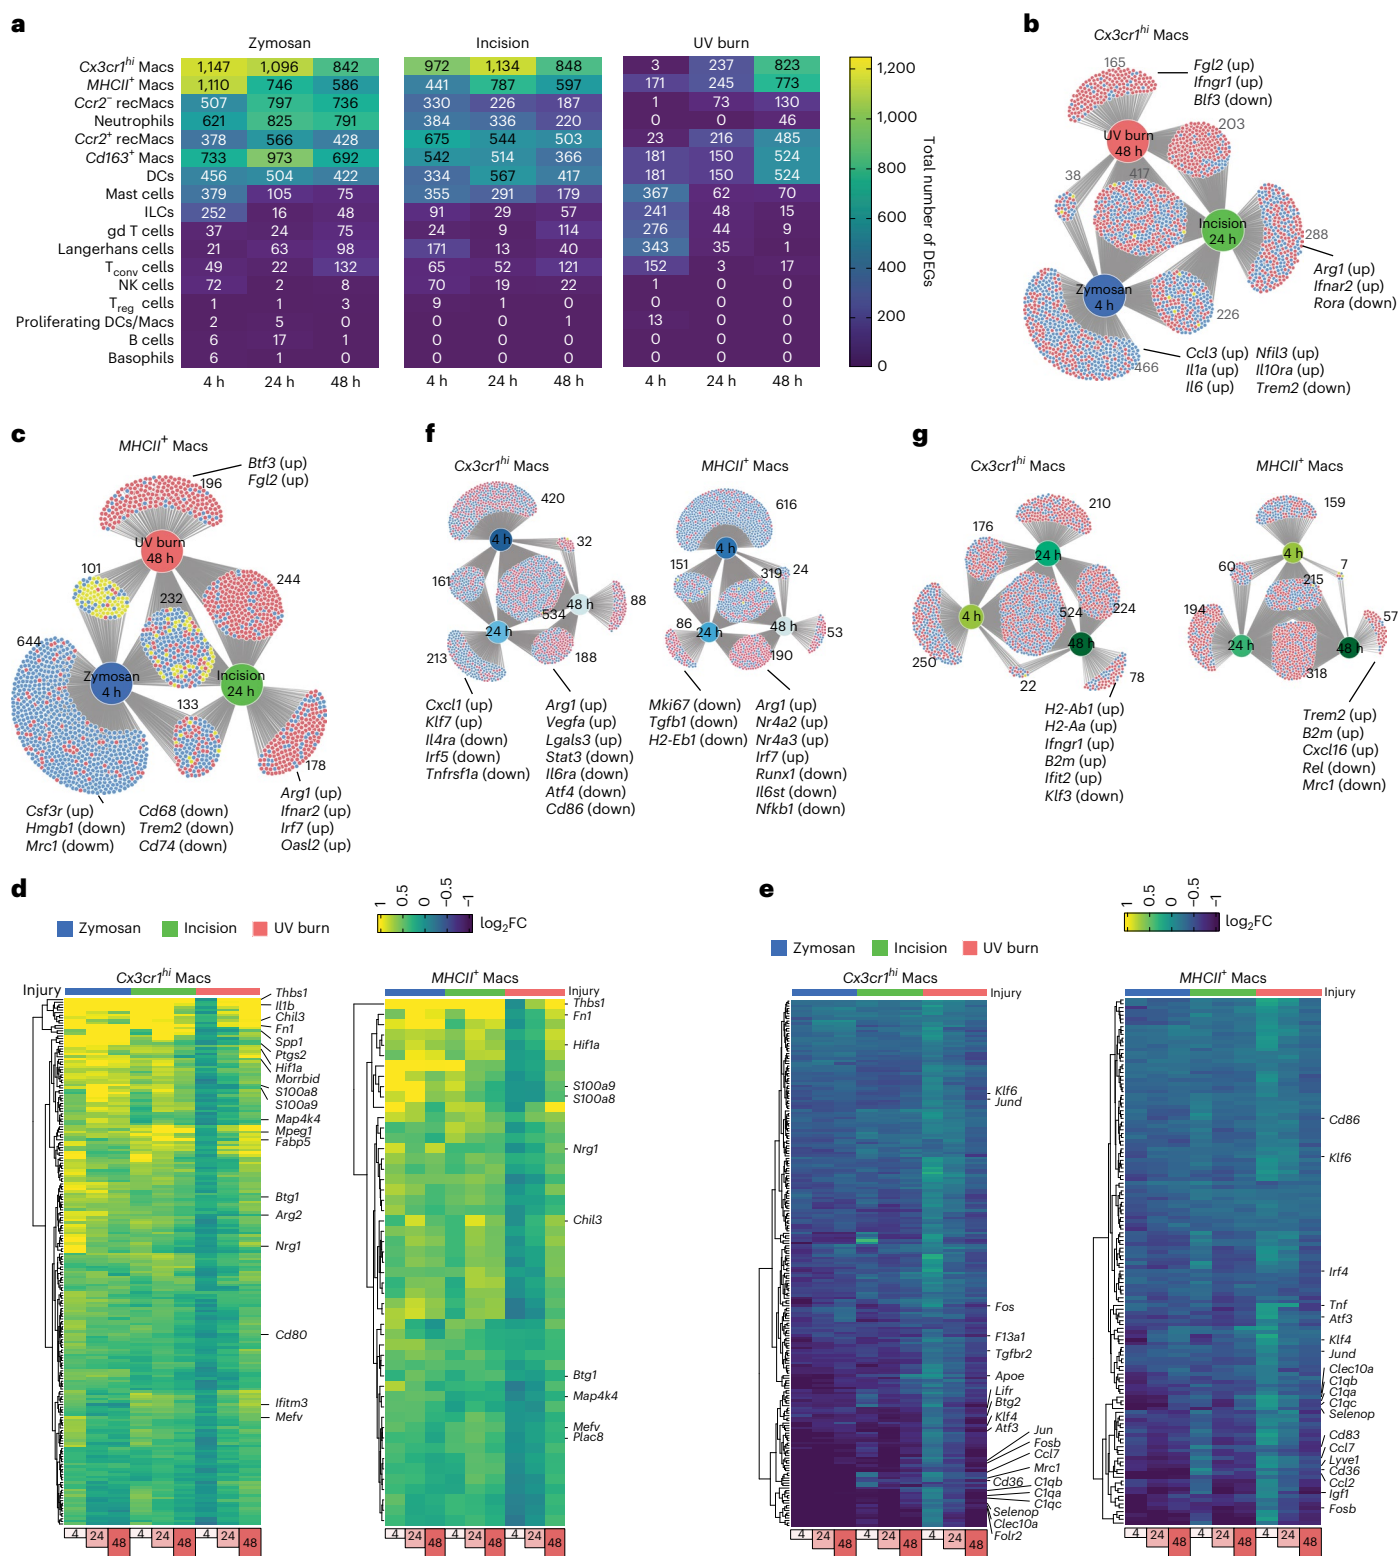 a
Zymosan Incision UV burn
Cx3cr1hi Macs 1,147 1,096 842 972 1,134 848 3 237 823
MHCII+ Macs 1,110 746 586 441 787 597 171 245 773
Ccr2− recMacs 507 797 736 330 226 187 1 73 130
Neutrophils 621 825 791 384 336 220 0 0 46
Ccr2+ recMacs 378 566 428 675 544 503 23 216 485
Cd163+ Macs 733 973 692 542 514 366 181 150 524
DCs 456 504 422 334 567 417 181 150 524
Mast cells 379 105 75 355 291 179 367 62 70
ILCs 252 16 48 91 29 57 241 48 15
gd T cells 37 24 75 24 9 114 276 44 9
Langerhans cells 21 63 98 171 13 40 343 35 1
Tconv cells 49 22 132 65 52 121 152 3 17
NK cells 72 2 8 70 19 22 1 0 0
Treg cells 1 1 3 9 1 0 0 0 0
Proliferating DCs/Macs 2 5 0 0 0 1 13 0 0
B cells 6 17 1 0 0 0 0 0 0
Basophils 6 1 0 0 0 0 0 0 0
4 h 24 h 48 h 4 h 24 h 48 h 4 h 24 h 48 h
1,200
1,000
800
600
400
200
0
Total number of DEGs
b
Cx3cr1hi Macs
165
Fgl2 (up)
Ifngr1 (up)
Blf3 (down)
UV burn
48 h
203
38
417
Incision
24 h
288
Arg1 (up)
Ifnar2 (up)
Rora (down)
Zymosan
4 h
226
466
Ccl3 (up) Nfil3 (up)
Il1a (up) Il10ra (up)
Il6 (up) Trem2 (down)
c
MHCII+ Macs
Btf3 (up)
Fgl2 (up)
196
UV burn
48 h
101
244
232
644
Zymosan
4 h
Incision
24 h
133
178
Csf3r (up) Cd68 (down)
Hmgb1 (down) Trem2 (down)
Mrc1 (dowm) Cd74 (down)
Arg1 (up)
Ifnar2 (up)
Irf7 (up)
Oasl2 (up)
f
Cx3cr1hi Macs
420
4 h
32
161
534
48 h
88
24 h
213
188
Cxcl1 (up)
Klf7 (up)
Il4ra (down)
Irf5 (down)
Tnfrsf1a (down)
Arg1 (up)
Vegfa (up)
Lgals3 (up)
Stat3 (down)
Il6ra (down)
Atf4 (down)
Cd86 (down)
MHCII+ Macs
616
4 h
151
319
24
86
24 h
48 h
53
190
Mki67 (down)
Tgfb1 (down)
H2-Eb1 (down)
Arg1 (up)
Nr4a2 (up)
Nr4a3 (up)
Irf7 (up)
Runx1 (down)
Il6st (down)
Nfkb1 (down)
g
Cx3cr1hi Macs
210
176
24 h
4 h
524
224
48 h
250
22
78
H2-Ab1 (up)
H2-Aa (up)
Ifngr1 (up)
B2m (up)
Ifit2 (up)
Klf3 (down)
MHCII+ Macs
159
4 h
60
7
215
194
57
24 h
48 h
318
Trem2 (up)
B2m (up)
Cxcl16 (up)
Rel (down)
Mrc1 (down)
d
Zymosan Incision UV burn
1 0.5 0 −0.5 −1
log2FC
Cx3cr1hi Macs
Injury
Thbs1
Il1b
Chil3
Fn1
Spp1
Ptgs2
Hif1a
Morrbid
S100a8
S100a9
Map4k4
Mpeg1
Fabp5
Btg1
Arg2
Nrg1
Cd80
Ifitm3
Mefv
4 24 48 4 24 48 4 24 48
MHCII+ Macs
Injury
Thbs1
Fn1
Hif1a
S100a9
S100a8
Nrg1
Chil3
Btg1
Map4k4
Mefv
Plac8
4 24 48 4 24 48 4 24 48
e
1 0.5 0 −0.5 −1
log2FC
Zymosan Incision UV burn
Cx3cr1hi Macs
Injury
Klf6
Jund
Fos
F13a1
Tgfbr2
Apoe
Lifr
Btg2
Klf4
Atf3
Jun
Fosb
Ccl7
Mrc1
Cd36 C1qb
C1qa
C1qc
Selenop
Clec10a
Folr2
4 24 48 4 24 48 4 24 48
MHCII+ Macs
Injury
Cd86
Klf6
Irf4
Tnf
Atf3
Klf4
Jund
Clec10a
C1qb
C1qa
C1qc
Selenop
Cd83
Ccl7
Lyve1
Cd36
Ccl2
Igf1
Fosb
4 24 48 4 24 48 4 24 48